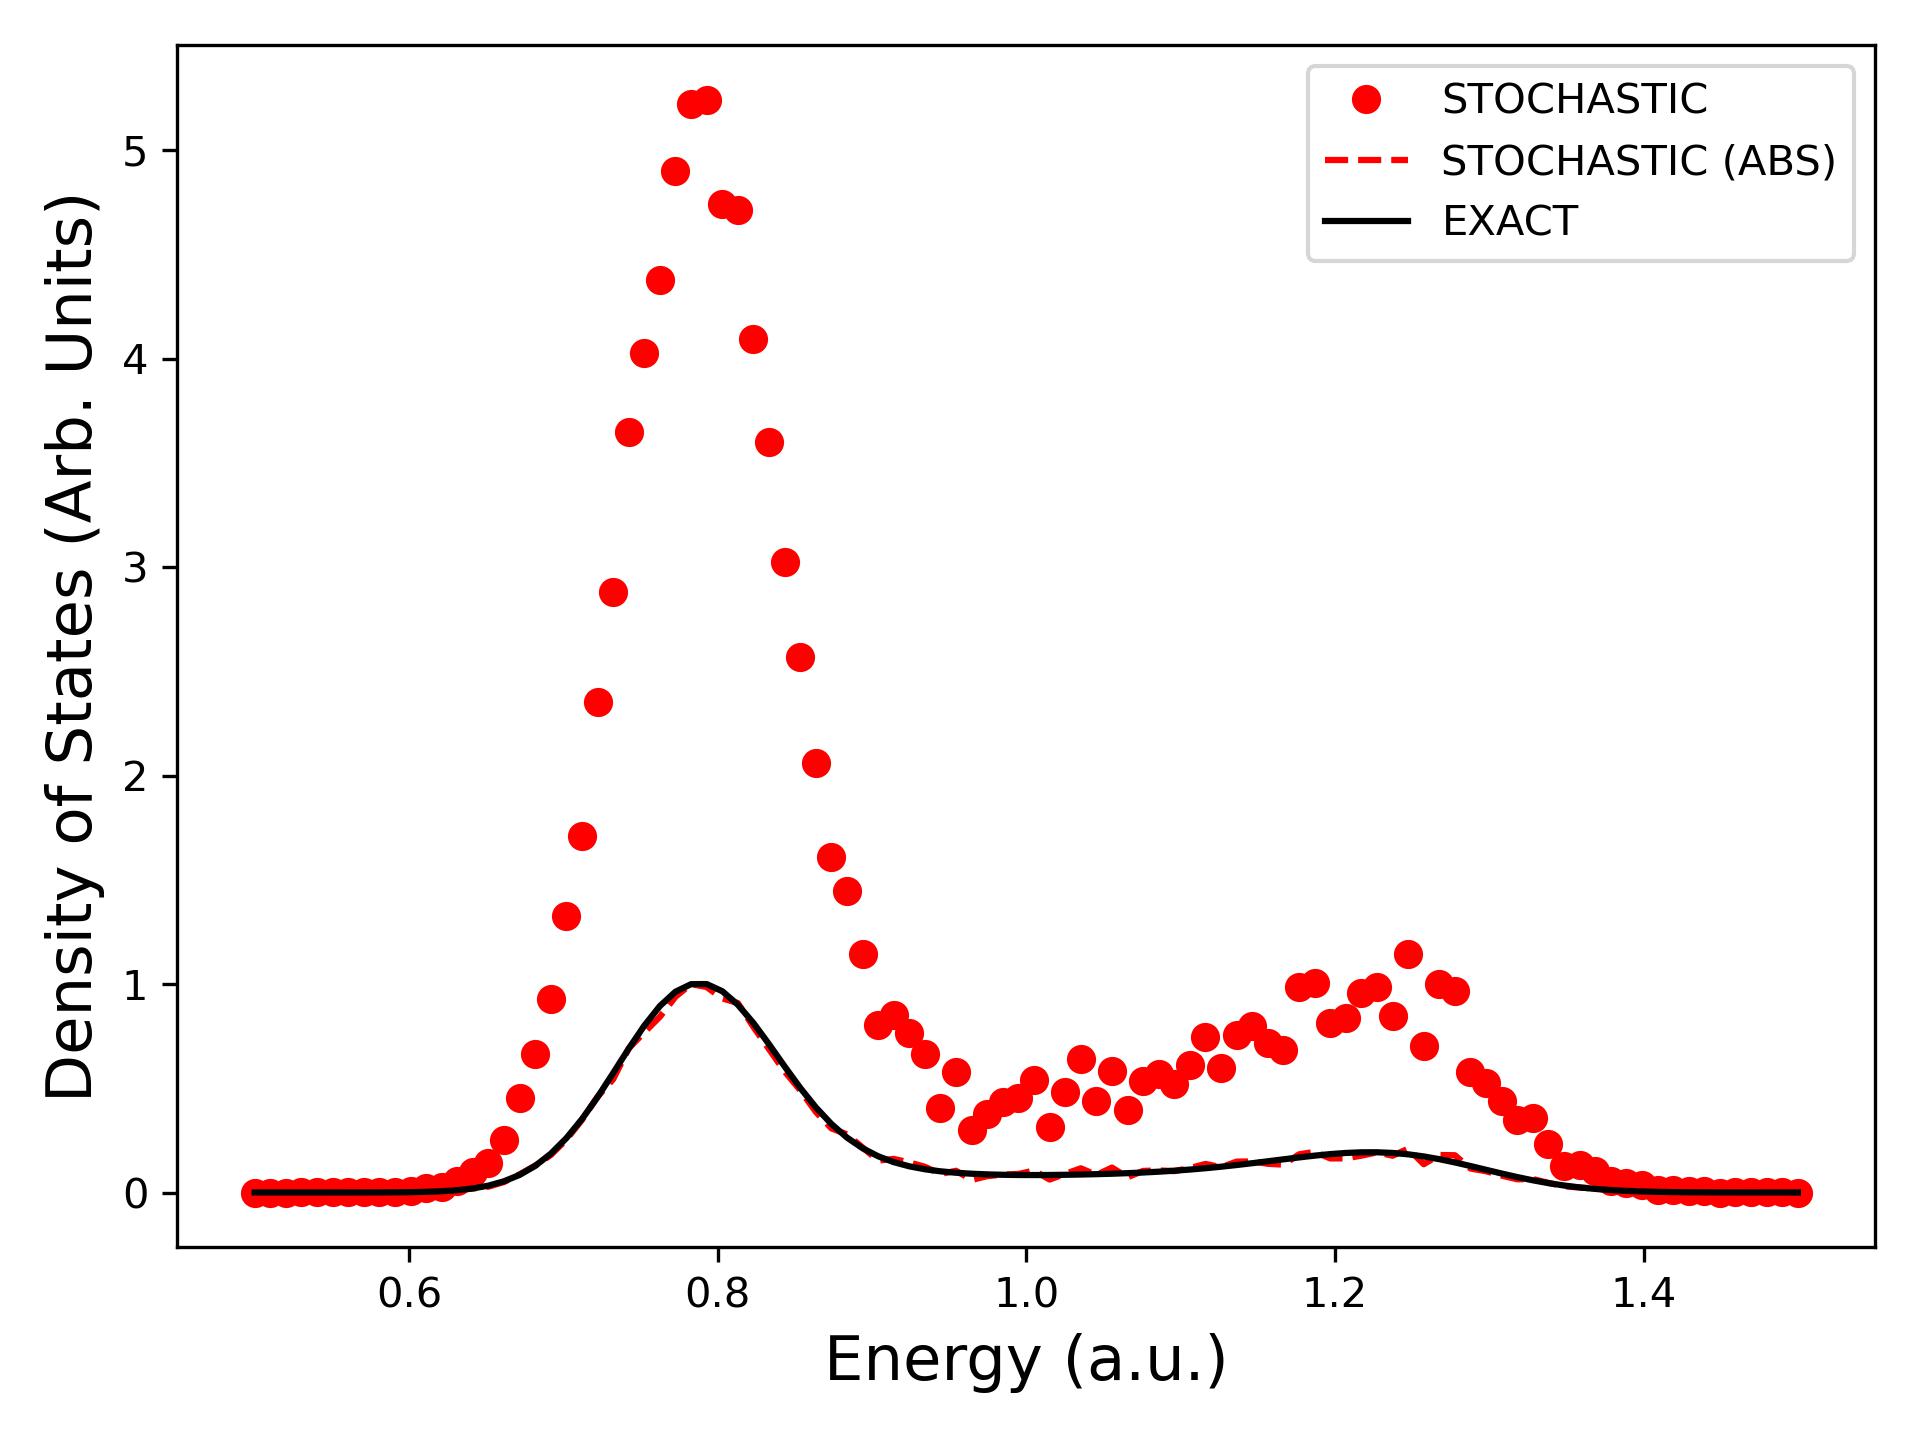 STOCHASTIC
STOCHASTIC (ABS)
EXACT
Density of States (Arb. Units)
5
4
3
2
1
0
0.6 0.8 1.0 1.2 1.4
Energy (a.u.)